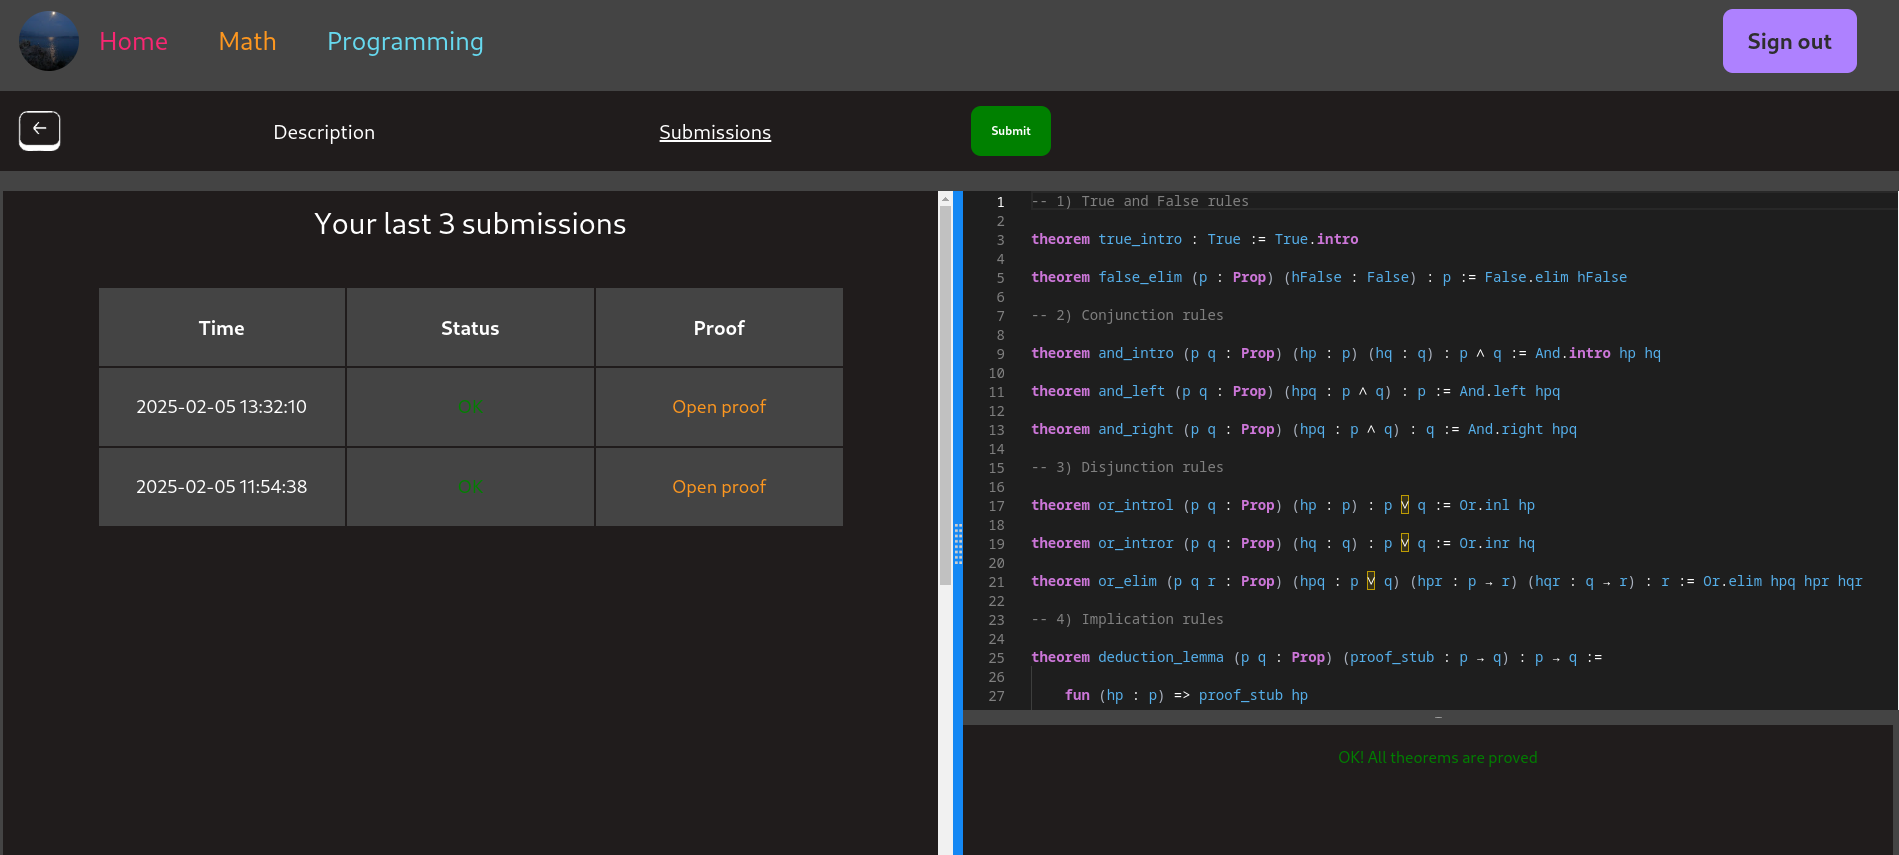 Home Math Programming Sign out
← Description Submissions Submit
Your last 3 submissions
Time Status Proof
2025-02-05 13:32:10 OK Open proof
2025-02-05 11:54:38 OK Open proof
1 -- 1) True and False rules
2
3 theorem true_intro : True := True.intro
4
5 theorem false_elim (p : Prop) (hFalse : False) : p := False.elim hFalse
6
7 -- 2) Conjunction rules
8
9 theorem and_intro (p q : Prop) (hp : p) (hq : q) : p ∧ q := And.intro hp hq
10
11 theorem and_left (p q : Prop) (hpq : p ∧ q) : p := And.left hpq
12
13 theorem and_right (p q : Prop) (hpq : p ∧ q) : q := And.right hpq
14
15 -- 3) Disjunction rules
16
17 theorem or_introl (p q : Prop) (hp : p) : p ∨ q := Or.inl hp
18
19 theorem or_intror (p q : Prop) (hq : q) : p ∨ q := Or.inr hq
20
21 theorem or_elim (p q r : Prop) (hpq : p ∨ q) (hpr : p → r) (hqr : q → r) : r := Or.elim hpq hpr hqr
22
23 -- 4) Implication rules
24
25 theorem deduction_lemma (p q : Prop) (proof_stub : p → q) : p → q :=
26
27 fun (hp : p) => proof_stub hp
OK! All theorems are proved